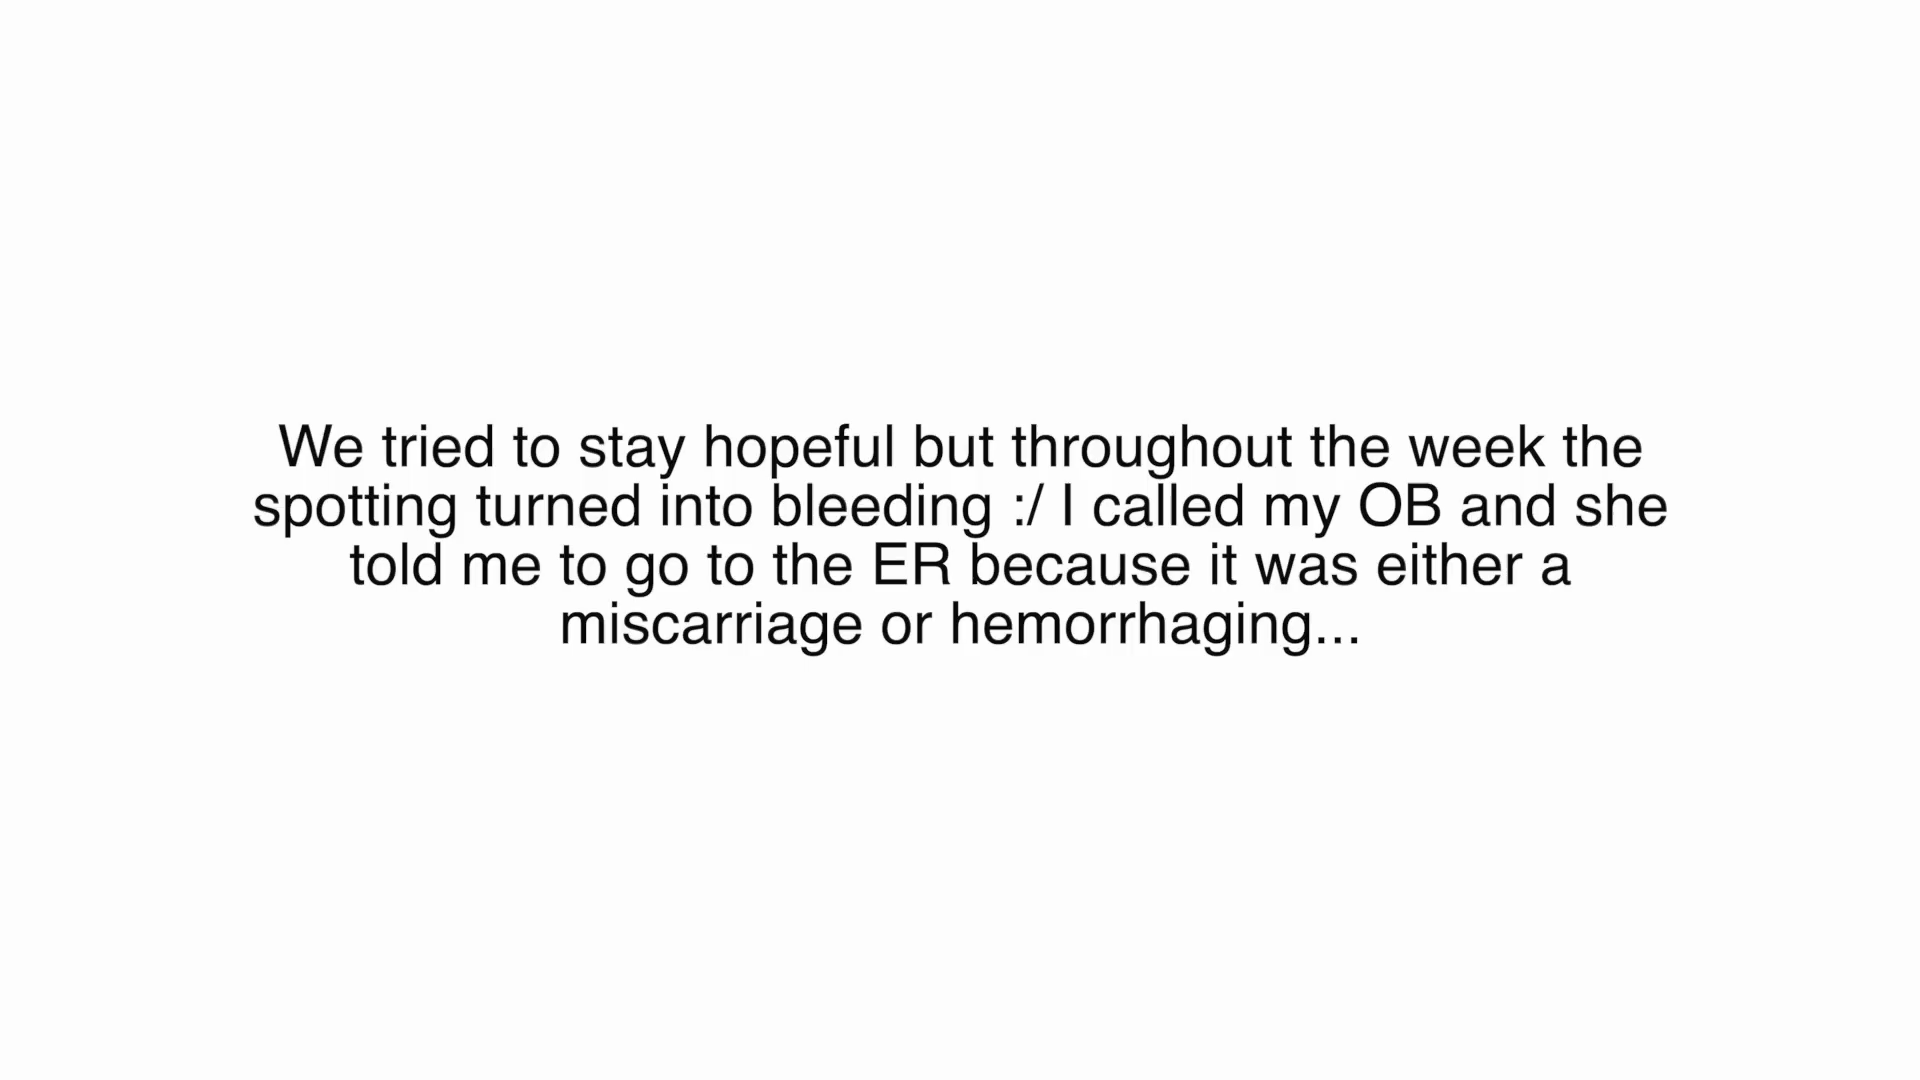 We tried to stay hopeful but throughout the week the
spotting turned into bleeding :/ I called my OB and she
told me to go to the ER because it was either a
miscarriage or hemorrhaging...